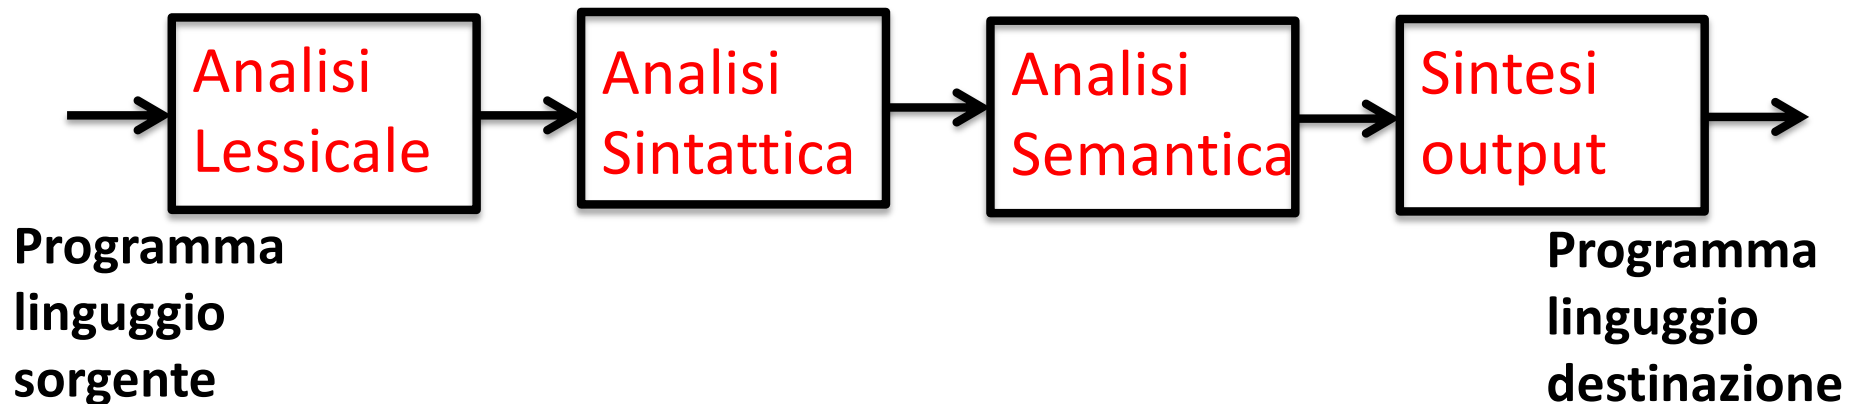 Analisi
Lessicale
Analisi
Sintattica
Analisi
Semantica
Sintesi
output
Programma
linguggio
sorgente
Programma
linguggio
destinazione